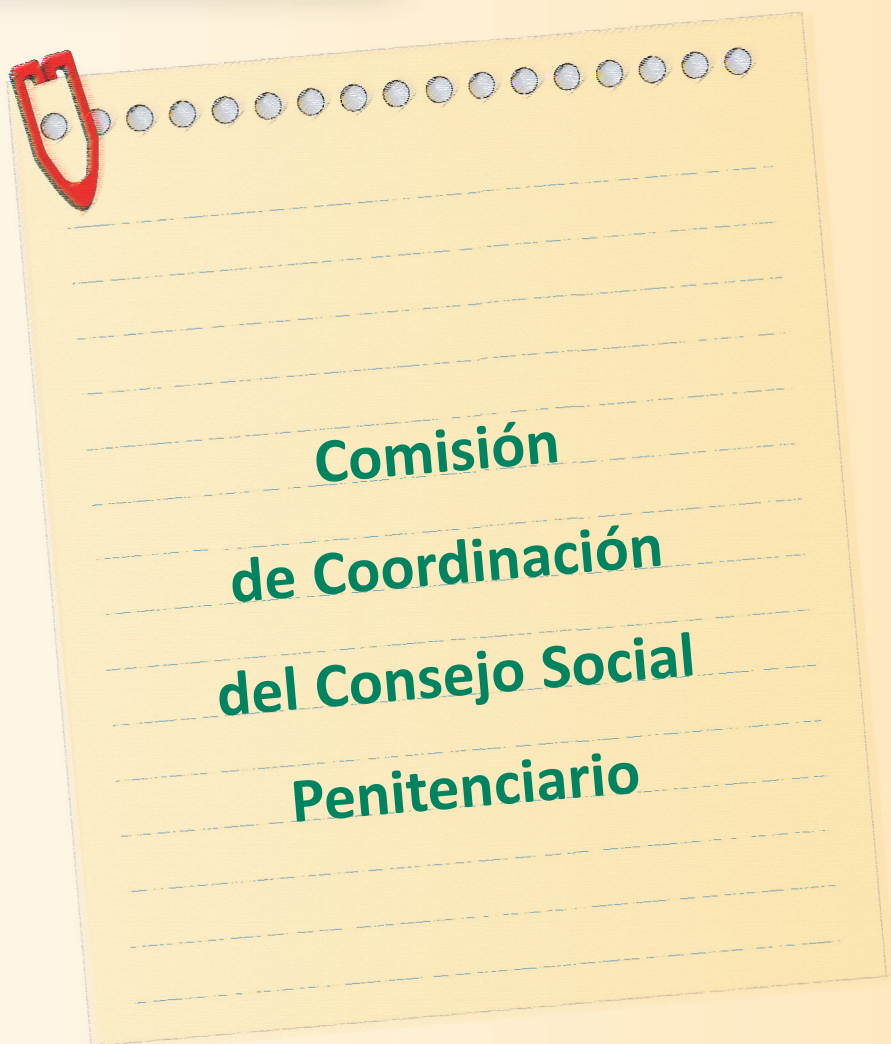 Comisión
de Coordinación
del Consejo Social
Penitenciario